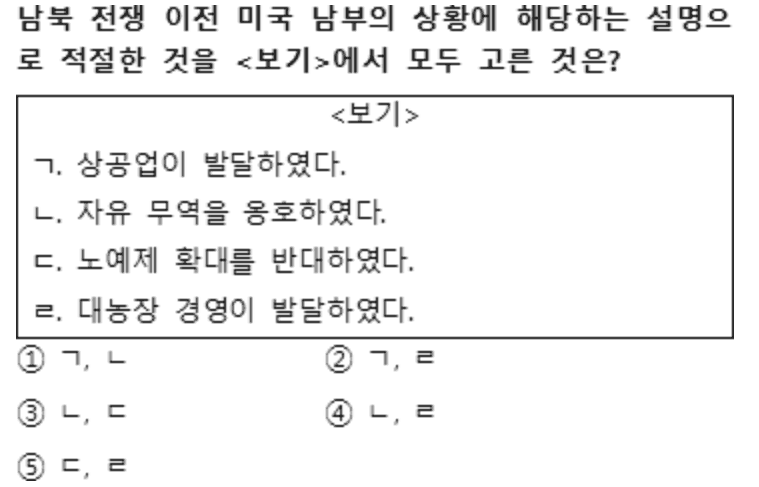 남북 전쟁 이전 미국 남부의 상황에 해당하는 설명으
로 적절한 것을 <보기>에서 모두 고른 것은?
<보기>
ㄱ. 상공업이 발달하였다.
ㄴ. 자유 무역을 옹호하였다.
ㄷ. 노예제 확대를 반대하였다.
ㄹ. 대농장 경영이 발달하였다.
① ㄱ, ㄴ ② ㄱ, ㄹ
③ ㄴ, ㄷ ④ ㄴ, ㄹ
⑤ ㄷ, ㄹ